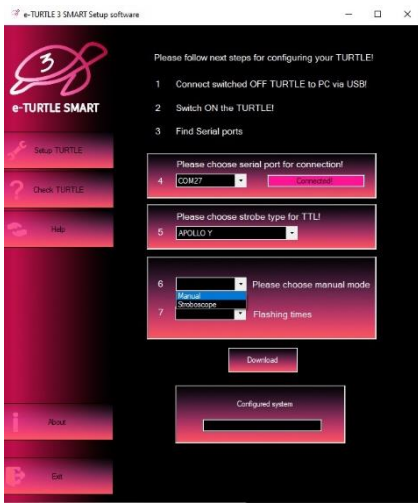 e-TURTLE 3 SMART Setup software
3
e-TURTLE SMART
Setup TURTLE
Check TURTLE
Help
About
Exit
Please follow next steps for configuring your TURTLE!
1 Connect switched OFF TURTLE to PC via USB!
2 Switch ON the TURTLE!
3 Find Serial ports
Please choose serial port for connection!
4 COM27 Connected!
Please choose strobe type for TTL!
5 APOLLO Y
6 Please choose manual mode
Manual
Stroboscope
7 Flashing times
Download
Configured system